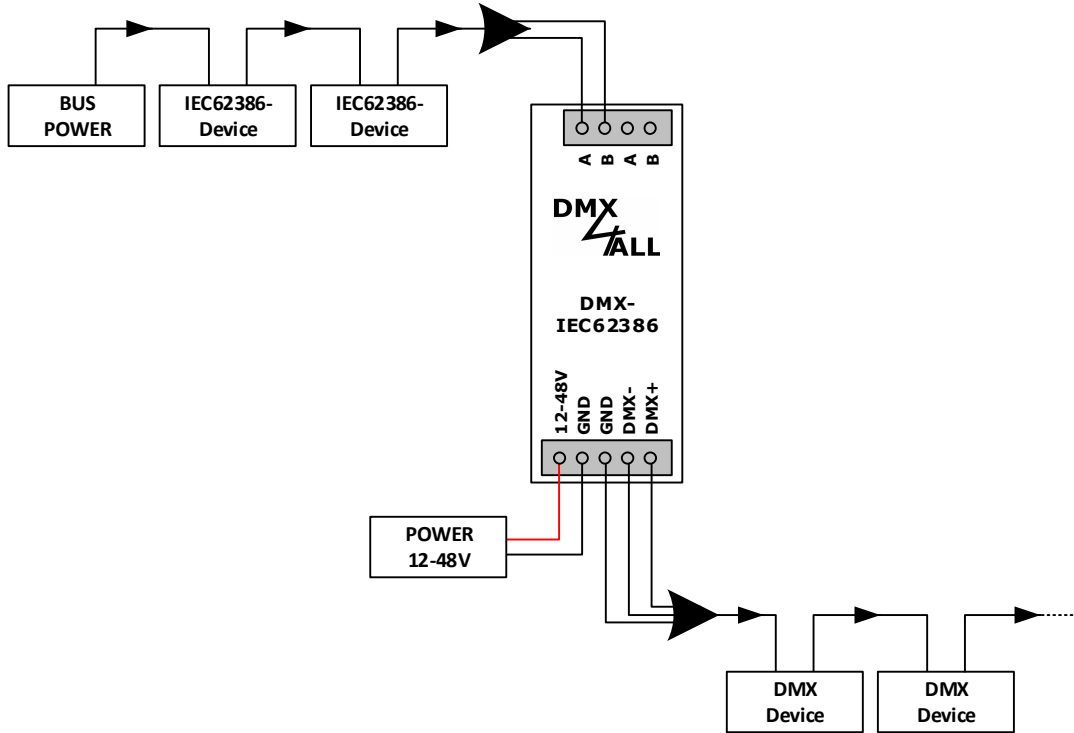 BUS
POWER
IEC62386-
Device
IEC62386-
Device
A
B
A
B
DMX
4
ALL
DMX-
IEC62386
12-48V
GND
GND
DMX-
DMX+
POWER
12-48V
DMX
Device
DMX
Device